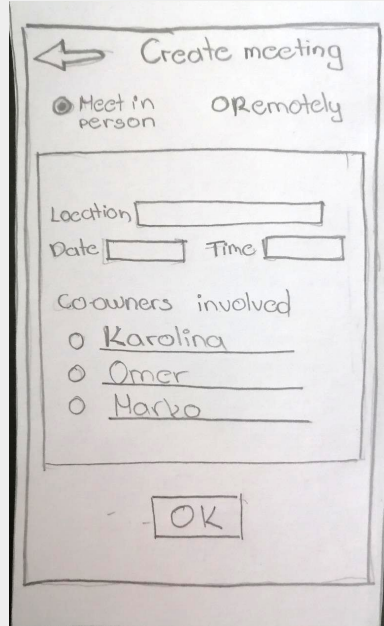 Create meeting
Meet in
person
Remotely
Location
Date Time
Co-owners involved
Karolina
Omer
Marko
OK